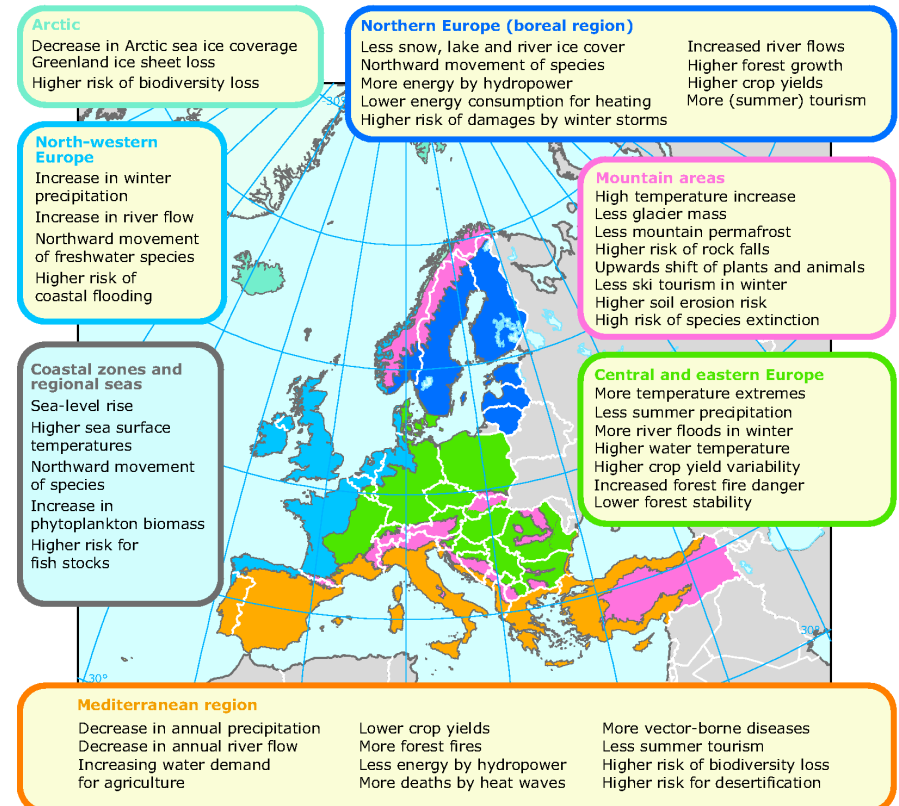 Arctic
Decrease in Arctic sea ice coverage
Greenland ice sheet loss
Higher risk of biodiversity loss
Northern Europe (boreal region)
Less snow, lake and river ice cover
Northward movement of species
More energy by hydropower
Lower energy consumption for heating
Higher risk of damages by winter storms
Increased river flows
Higher forest growth
Higher crop yields
More (summer) tourism
-30°
North-western
Europe
Increase in winter
precipitation
Increase in river flow
Northward movement
of freshwater species
Higher risk of
coastal flooding
Mountain areas
High temperature increase
Less glacier mass
Less mountain permafrost
Higher risk of rock falls
Upwards shift of plants and animals
Less ski tourism in winter
Higher soil erosion risk
High risk of species extinction
Coastal zones and
regional seas
Sea-level rise
Higher sea surface
temperatures
Northward movement
of species
Increase in
phytoplankton biomass
Higher risk for
fish stocks
Central and eastern Europe
More temperature extremes
Less summer precipitation
More river floods in winter
Higher water temperature
Higher crop yield variability
Increased forest fire danger
Lower forest stability
30°
30°
Mediterranean region
Decrease in annual precipitation
Decrease in annual river flow
Increasing water demand
for agriculture
Lower crop yields
More forest fires
Less energy by hydropower
More deaths by heat waves
More vector-borne diseases
Less summer tourism
Higher risk of biodiversity loss
Higher risk for desertification